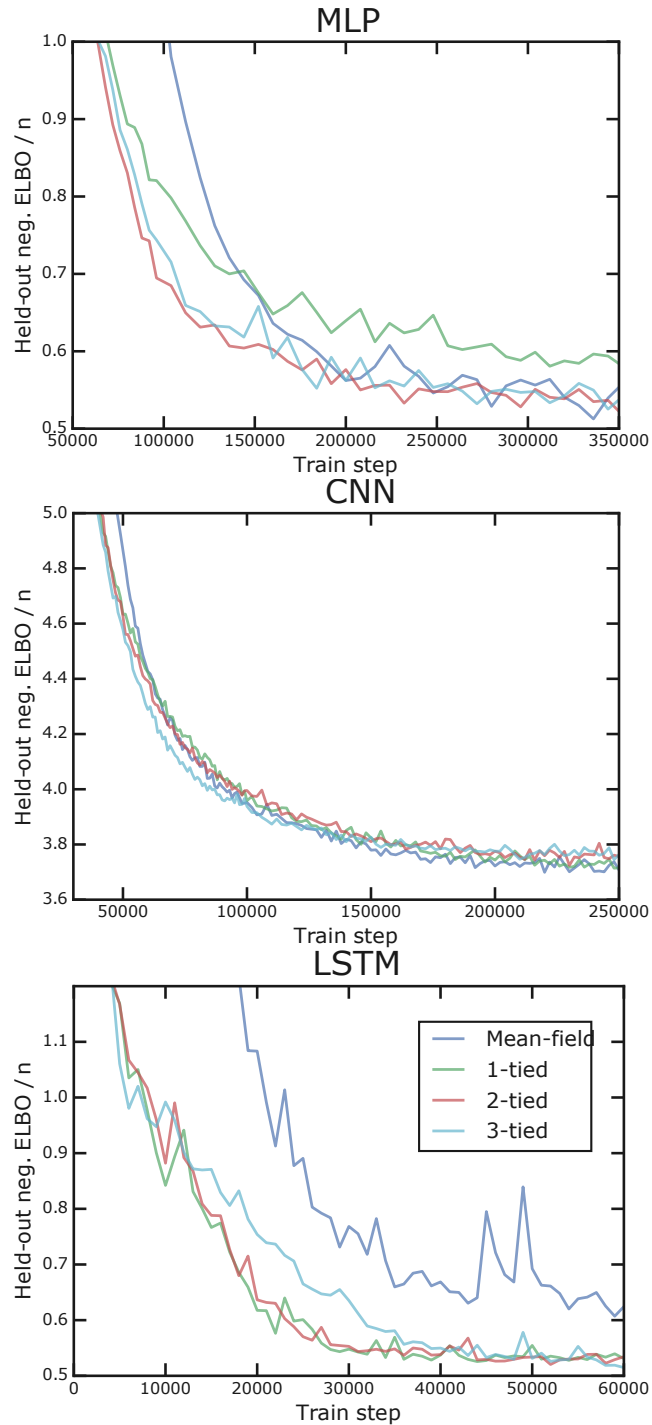 MLP
Held-out neg. ELBO / n
1.0
0.9
0.8
0.7
0.6
0.5
50000 100000 150000 200000 250000 300000 350000
Train step
CNN
Held-out neg. ELBO / n
5.0
4.8
4.6
4.4
4.2
4.0
3.8
3.6
50000 100000 150000 200000 250000
Train step
LSTM
Held-out neg. ELBO / n
1.1
1.0
0.9
0.8
0.7
0.6
0.5
Mean-field
1-tied
2-tied
3-tied
0 10000 20000 30000 40000 50000 60000
Train step